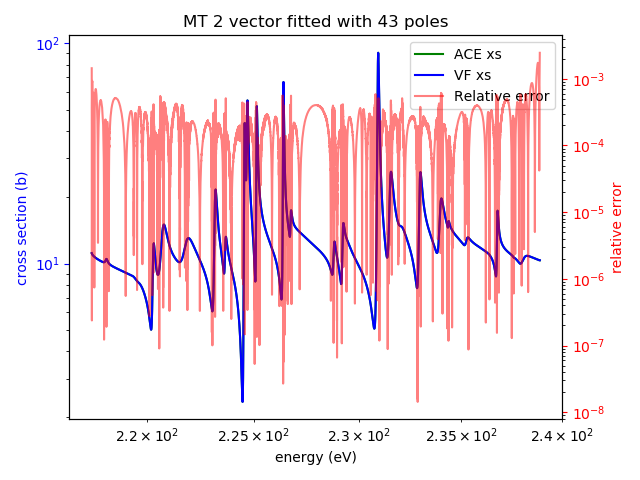 MT 2 vector fitted with 43 poles
ACE xs
VF xs
Relative error
cross section (b)
10²
10¹
relative error
10⁻³
10⁻⁴
10⁻⁵
10⁻⁶
10⁻⁷
10⁻⁸
2.2 × 10² 2.25 × 10² 2.3 × 10² 2.35 × 10² 2.4 × 10²
energy (eV)